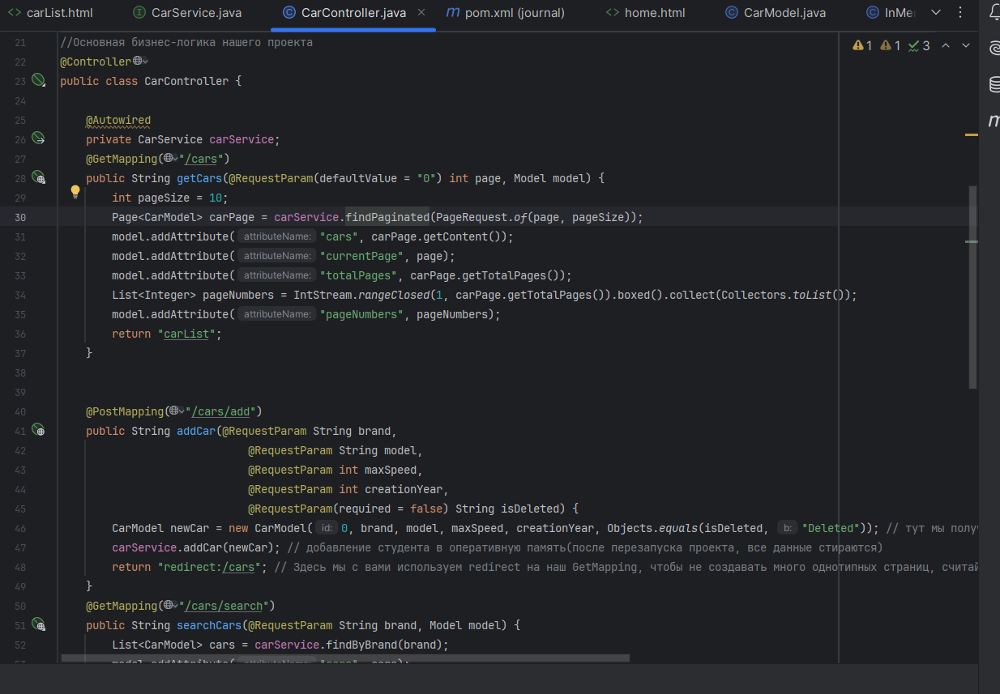 carList.html CarService.java CarController.java pom.xml (journal) home.html CarModel.java InMe
21 //Основная бизнес-логика нашего проекта
1 1 3
22 @Controller
23 public class CarController {
24
25 @Autowired
26 private CarService carService;
27 @GetMapping("/cars")
28 public String getCars(@RequestParam(defaultValue = "0") int page, Model model) {
29 int pageSize = 10;
30 Page<CarModel> carPage = carService.findPaginated(PageRequest.of(page, pageSize));
31 model.addAttribute( attributeName: "cars", carPage.getContent());
32 model.addAttribute( attributeName: "currentPage", page);
33 model.addAttribute( attributeName: "totalPages", carPage.getTotalPages());
34 List<Integer> pageNumbers = IntStream.rangeClosed(1, carPage.getTotalPages()).boxed().collect(Collectors.toList());
35 model.addAttribute( attributeName: "pageNumbers", pageNumbers);
36 return "carList";
37 }
38
39
40 @PostMapping("/cars/add")
41 public String addCar(@RequestParam String brand,
42 @RequestParam String model,
43 @RequestParam int maxSpeed,
44 @RequestParam int creationYear,
45 @RequestParam(required = false) String isDeleted) {
46 CarModel newCar = new CarModel( id: 0, brand, model, maxSpeed, creationYear, Objects.equals(isDeleted, b: "Deleted")); // тут мы полу
47 carService.addCar(newCar); // добавление студента в оперативную память(после перезапуска проекта, все данные стираются)
48 return "redirect:/cars"; // Здесь мы с вами используем redirect на наш GetMapping, чтобы не создавать много однотипных страниц, считай
49 }
50 @GetMapping("/cars/search")
51 public String searchCars(@RequestParam String brand, Model model) {
52 List<CarModel> cars = carService.findByBrand(brand);
53 model.addAttribute( attributeName: "cars", cars);